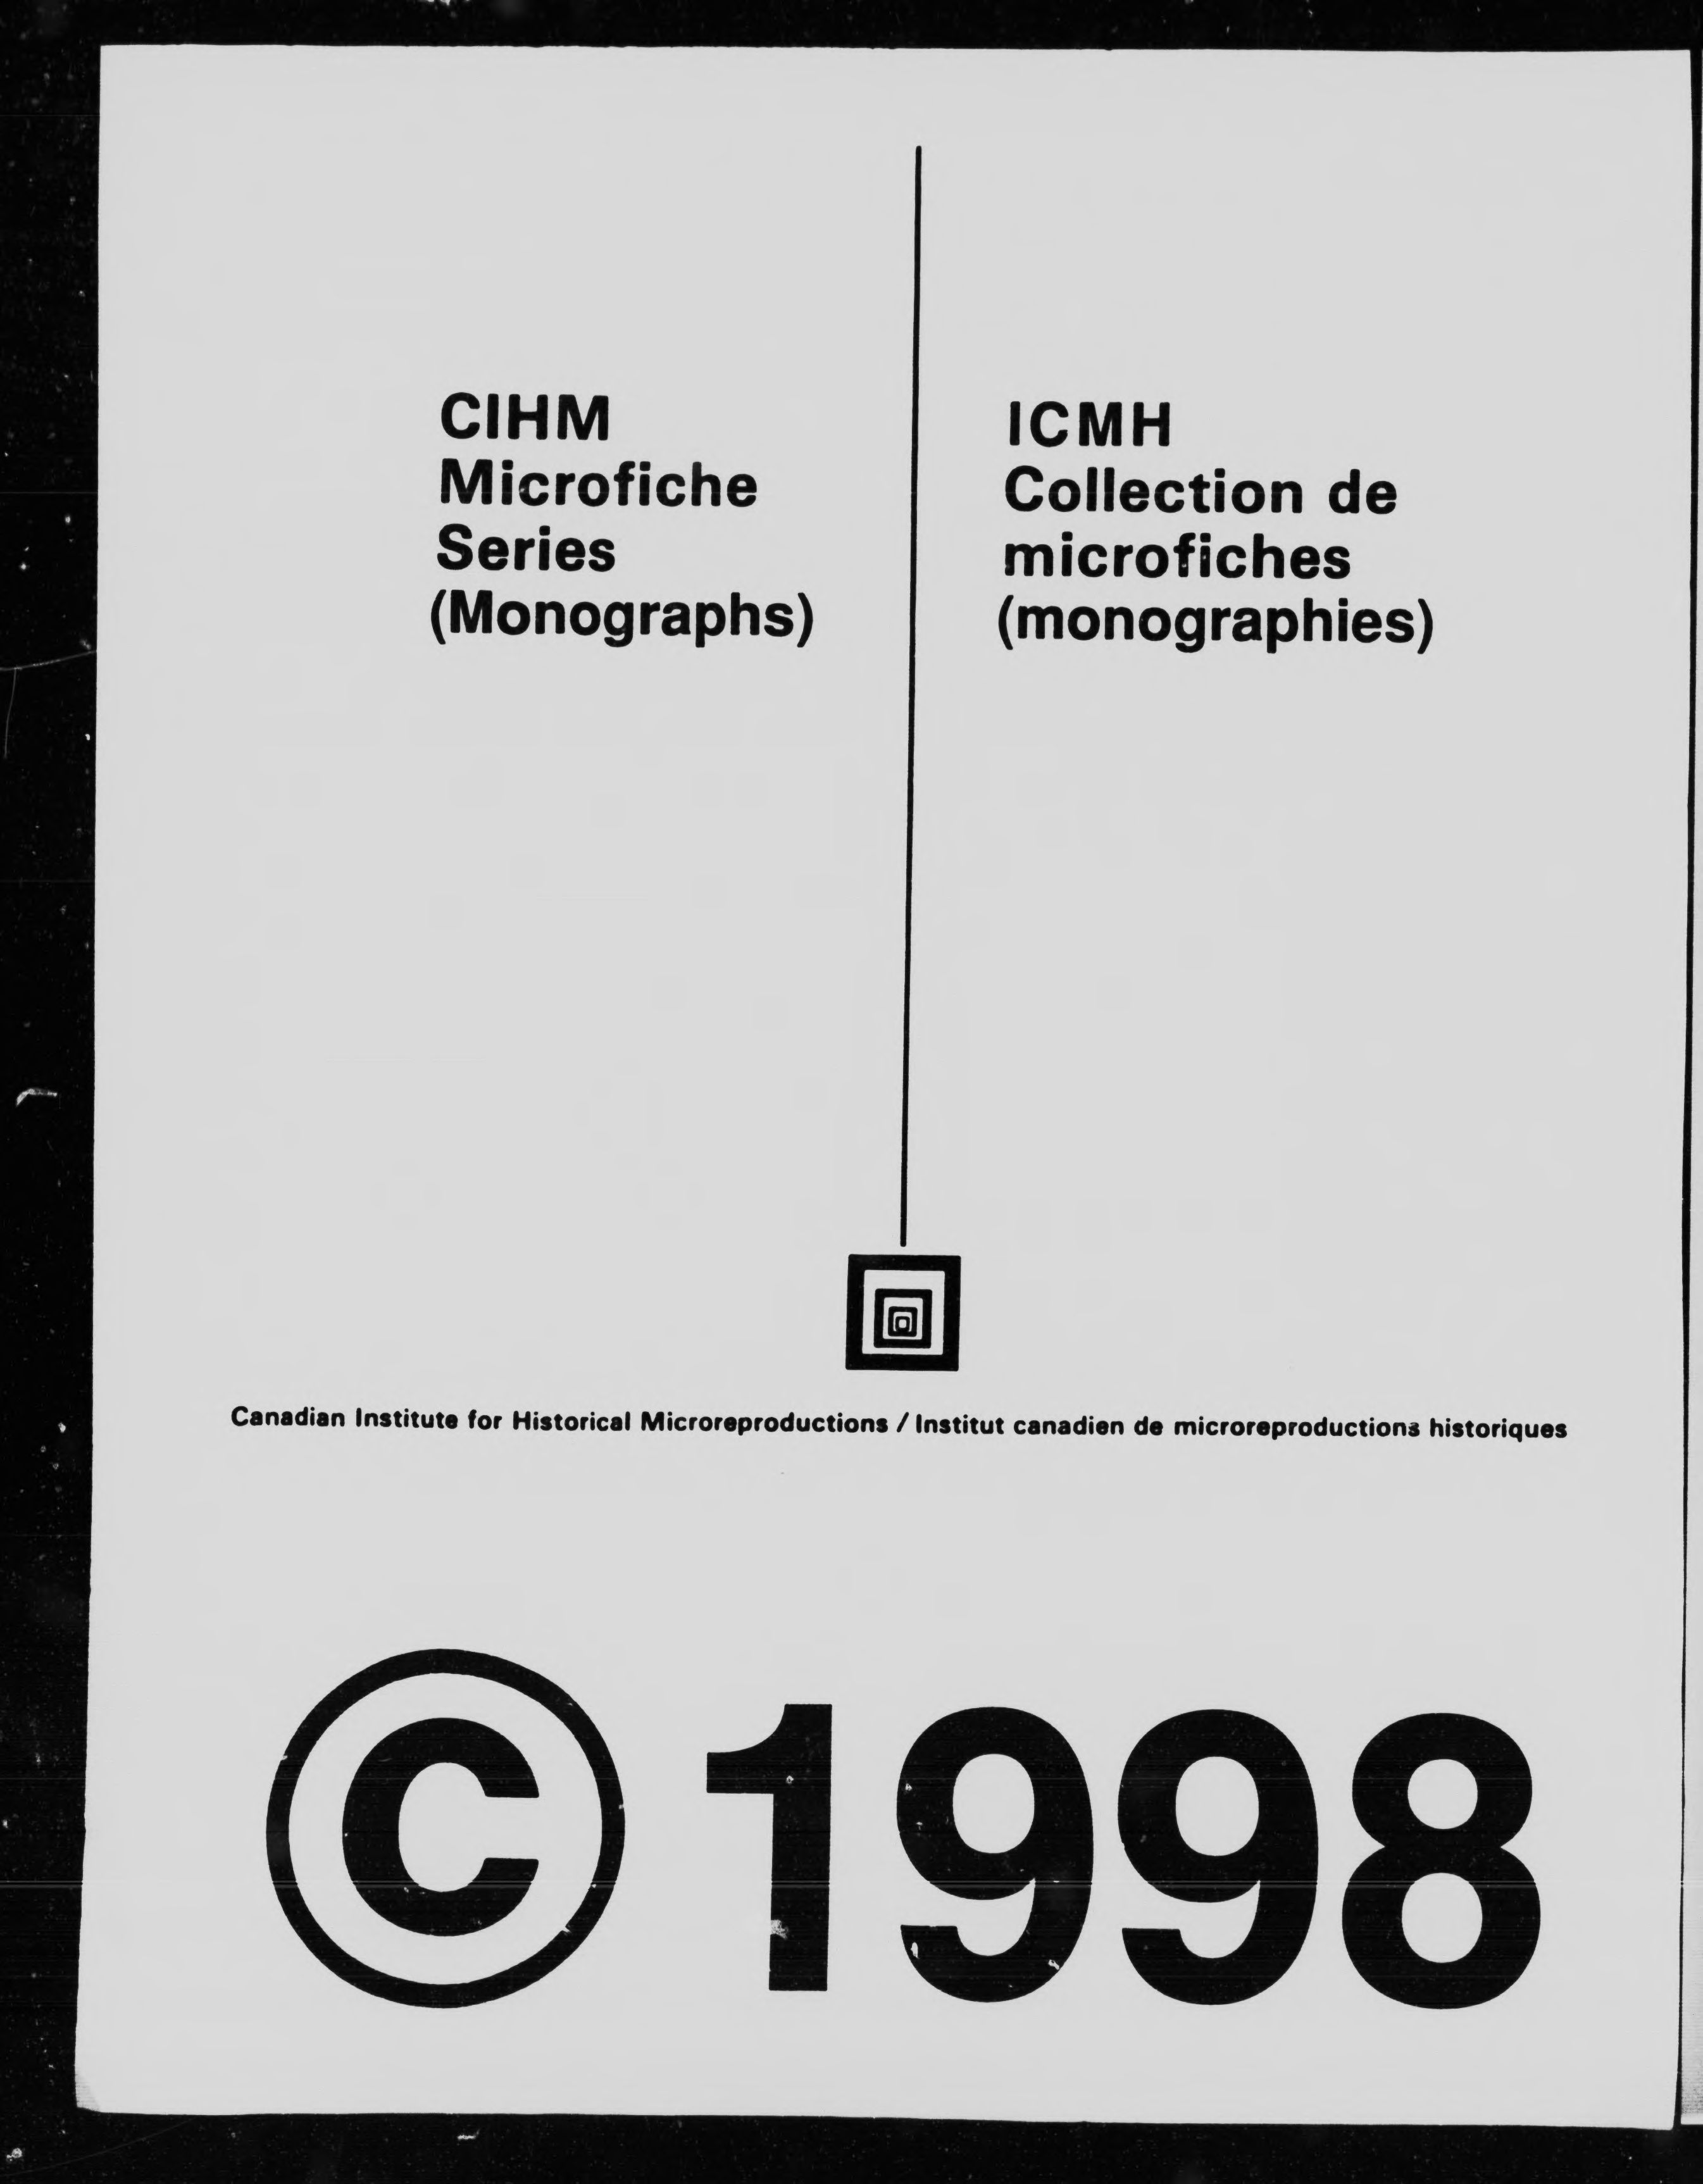 CIHM
Microfiche
Series
(Monographs)
ICMH
Collection de
microfiches
(monographies)
Canadian Institute for Historical Microreproductions / Institut canadien de microreproductions historiques
© 1998